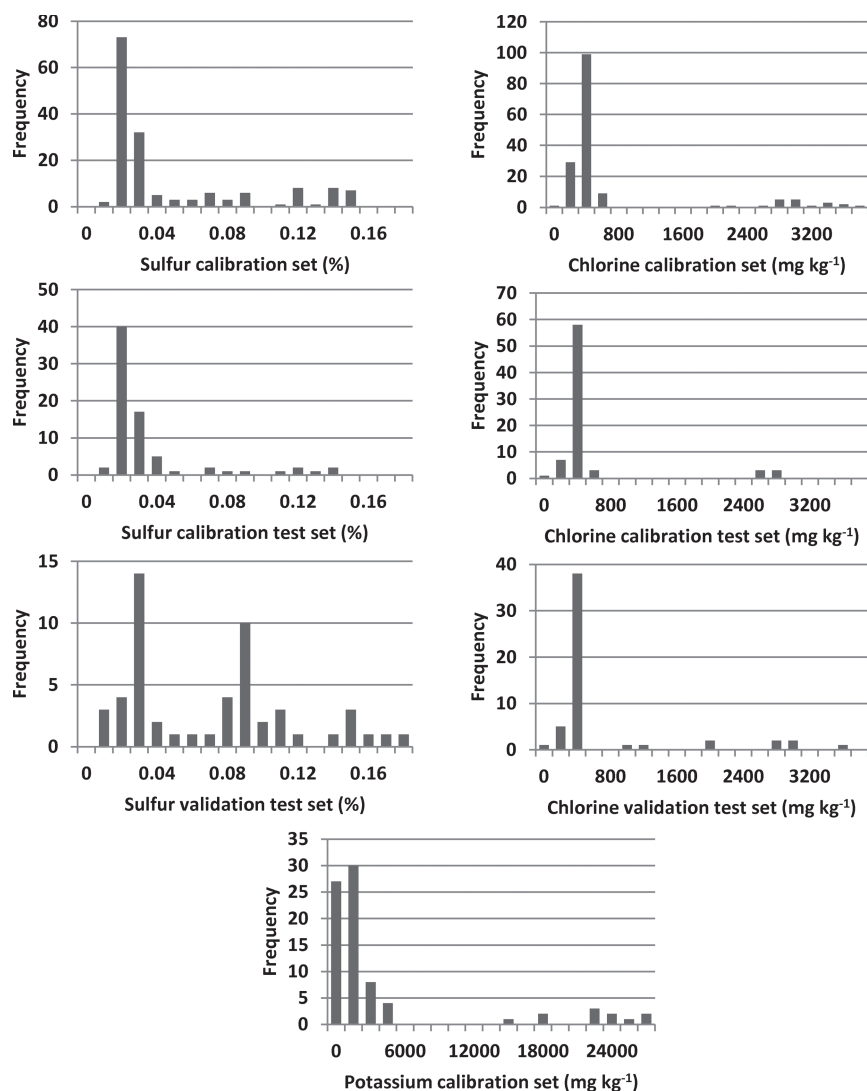 80
60
40
20
0
Frequency
0 0.04 0.08 0.12 0.16
Sulfur calibration set (%)
120
100
80
60
40
20
0
Frequency
0 800 1600 2400 3200
Chlorine calibration set (mg kg-1)
50
40
30
20
10
0
Frequency
0 0.04 0.08 0.12 0.16
Sulfur calibration test set (%)
70
60
50
40
30
20
10
0
Frequency
0 800 1600 2400 3200
Chlorine calibration test set (mg kg-1)
15
10
5
0
Frequency
0 0.04 0.08 0.12 0.16
Sulfur validation test set (%)
40
30
20
10
0
Frequency
0 800 1600 2400 3200
Chlorine validation test set (mg kg-1)
35
30
25
20
15
10
5
0
Frequency
0 6000 12000 18000 24000
Potassium calibration set (mg kg-1)